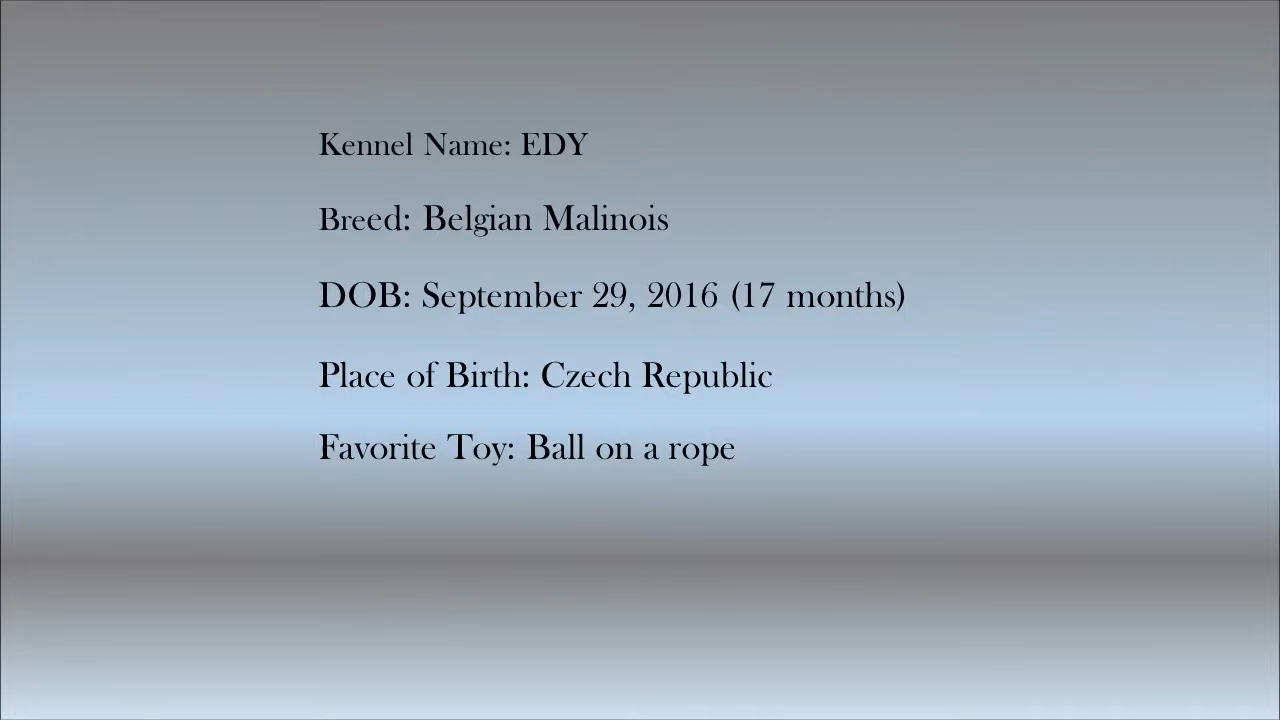 Kennel Name: EDY
Breed: Belgian Malinois
DOB: September 29, 2016 (17 months)
Place of Birth: Czech Republic
Favorite Toy: Ball on a rope